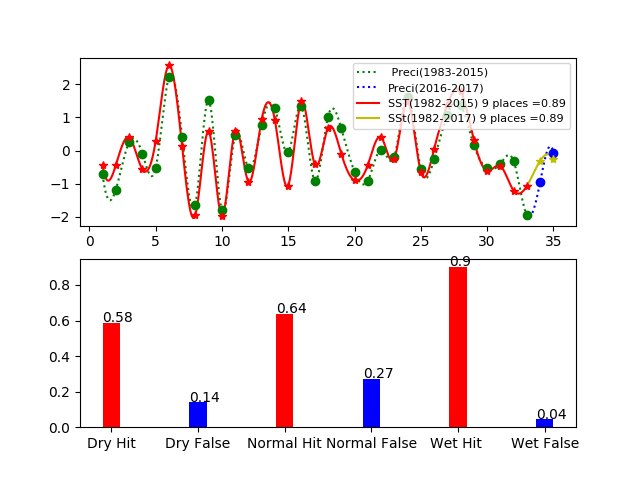 2
1
0
−1
−2
0
5
10
15
20
25
30
35
Preci(1983-2015)
Preci(2016-2017)
SST(1982-2015) 9 places =0.89
SSt(1982-2017) 9 places =0.89
0.8
0.6
0.4
0.2
0.0
0.58
0.14
0.64
0.27
0.9
0.04
Dry Hit
Dry False
Normal Hit
Normal False
Wet Hit
Wet False